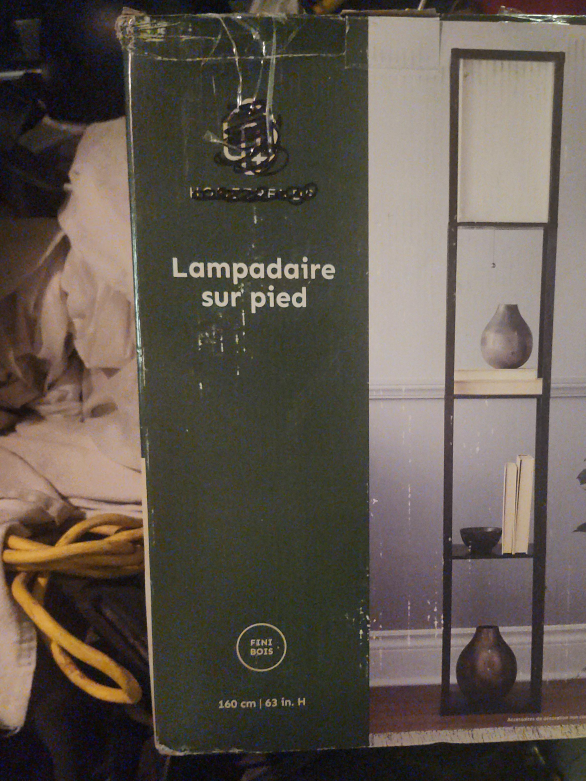 Lampadaire
sur pied
FINI
BOIS
160 cm | 63 in. H